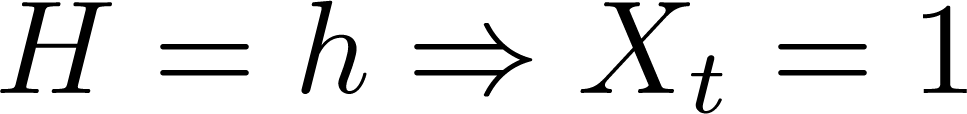 H = h ⇒ X_t = 1